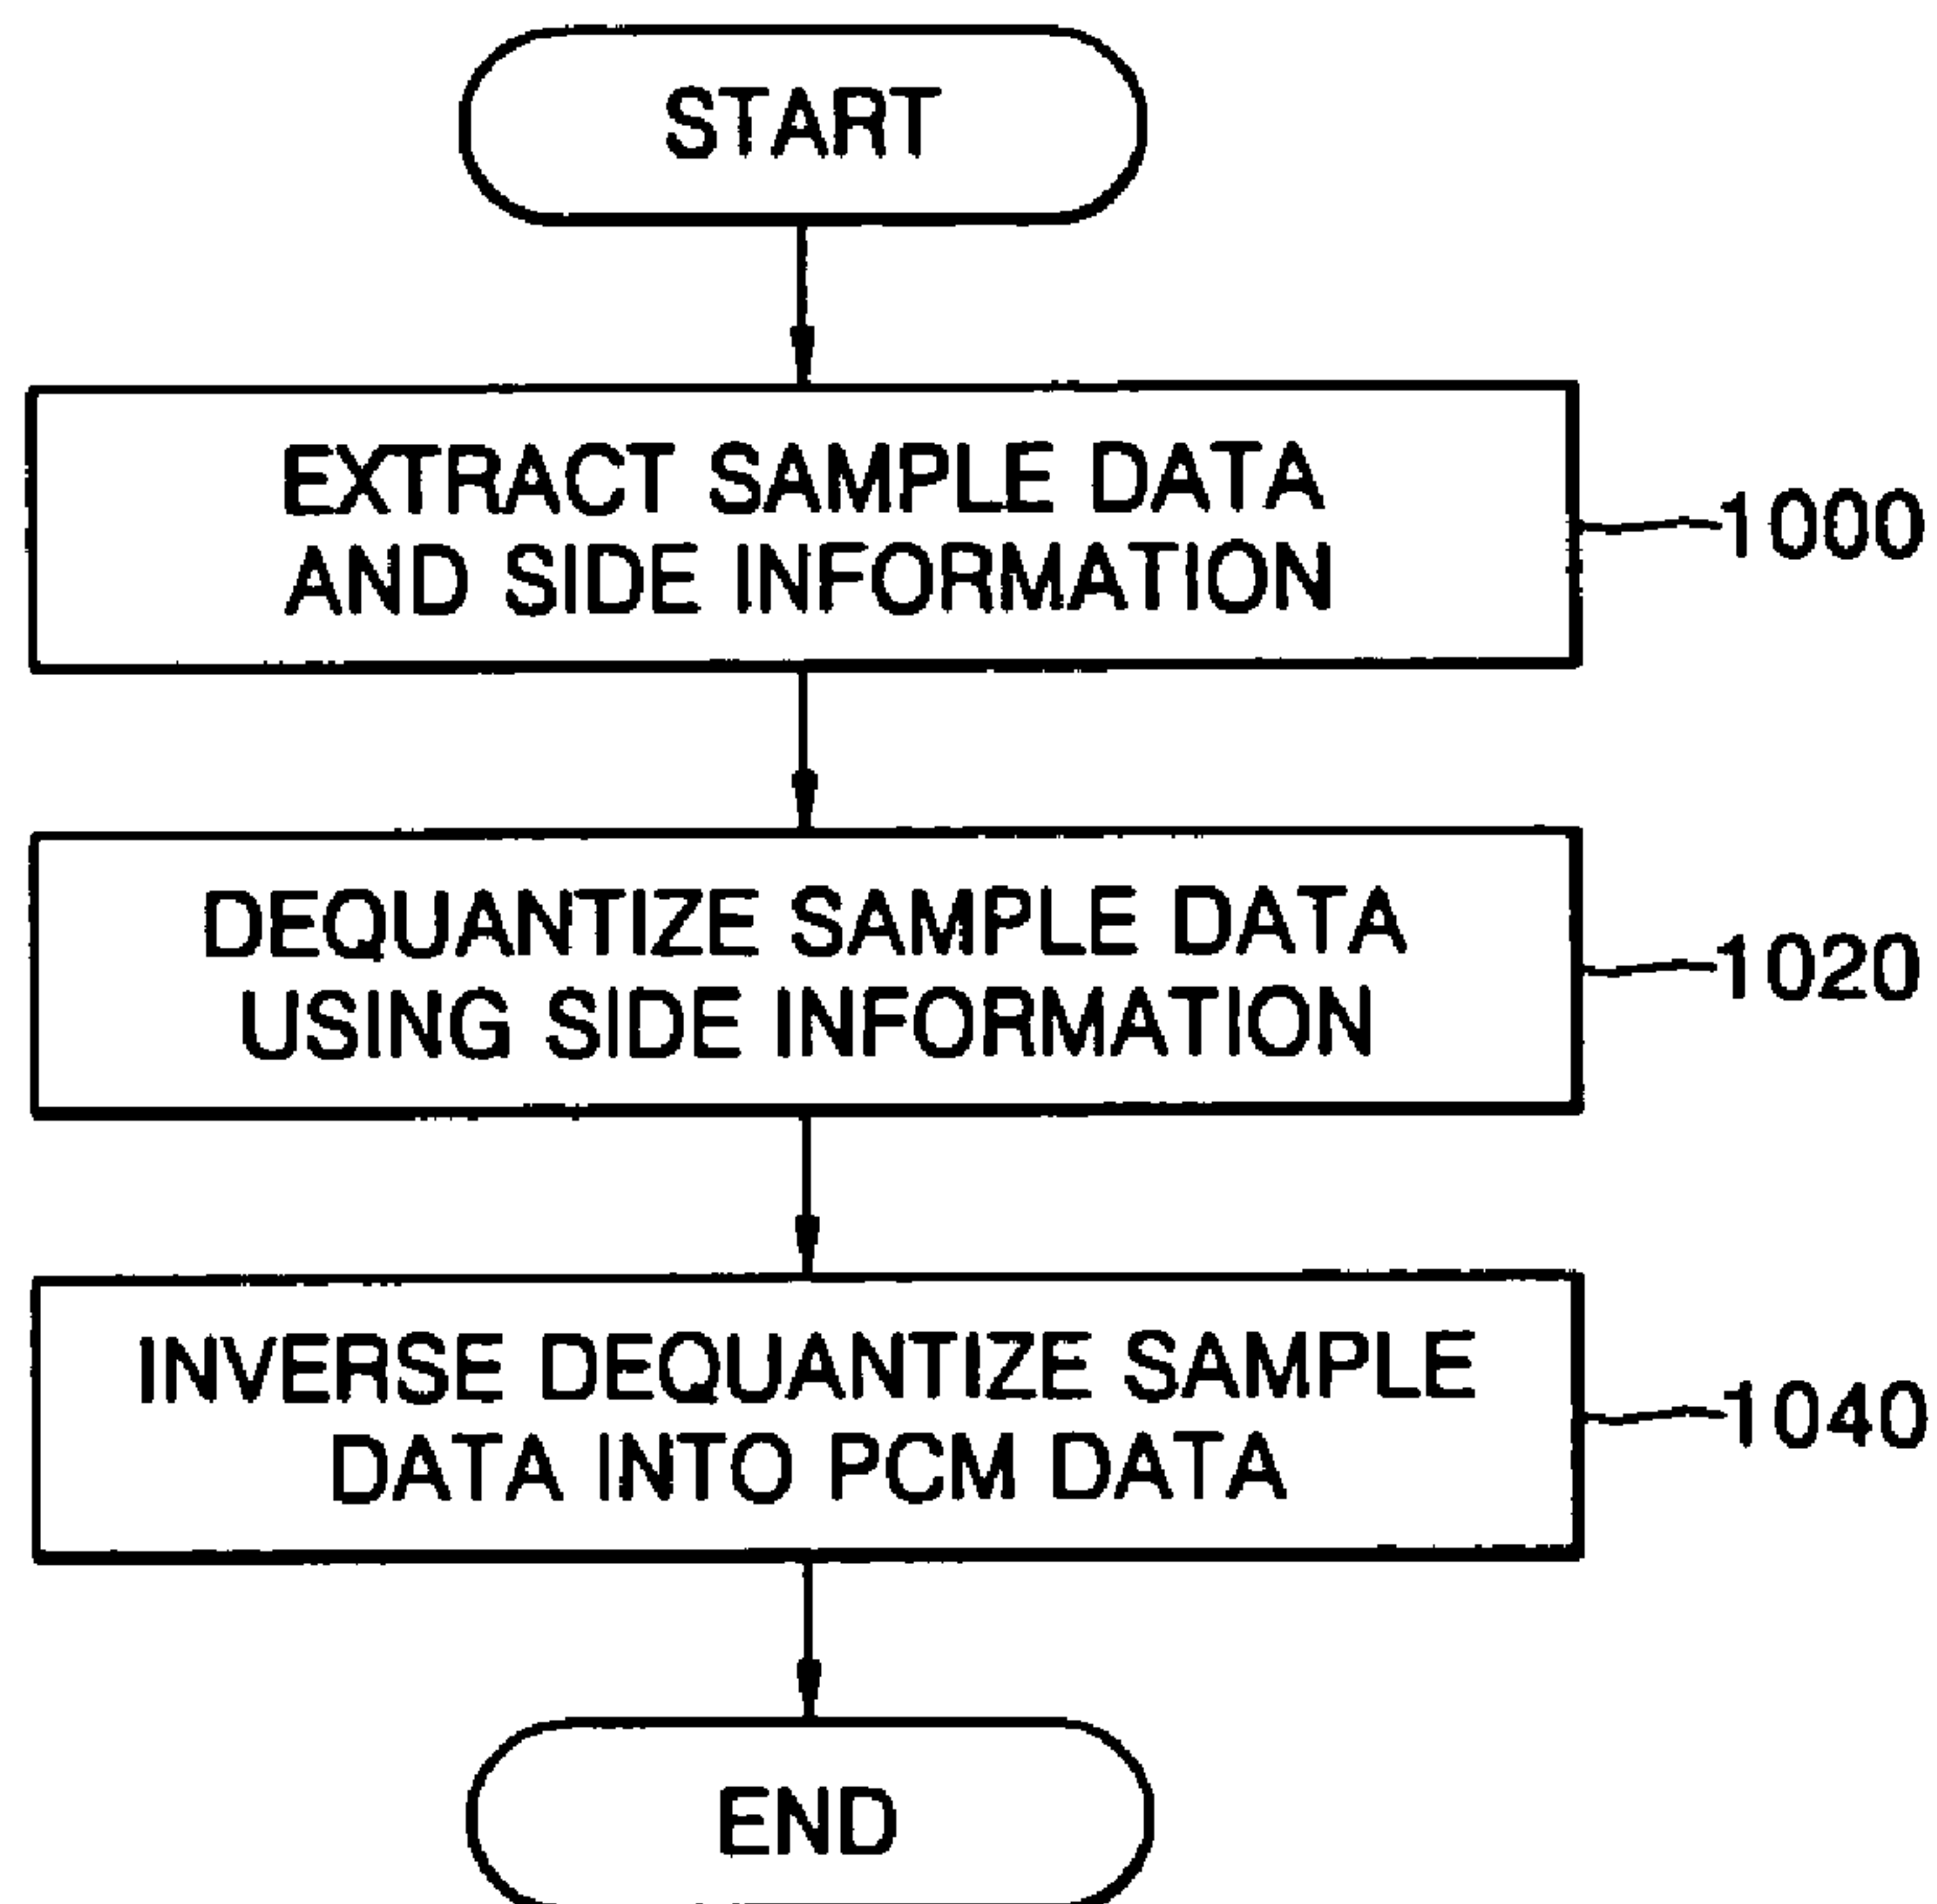 START
EXTRACT SAMPLE DATA
AND SIDE INFORMATION
1000
DEQUANTIZE SAMPLE DATA
USING SIDE INFORMATION
1020
INVERSE DEQUANTIZE SAMPLE
DATA INTO PCM DATA
1040
END